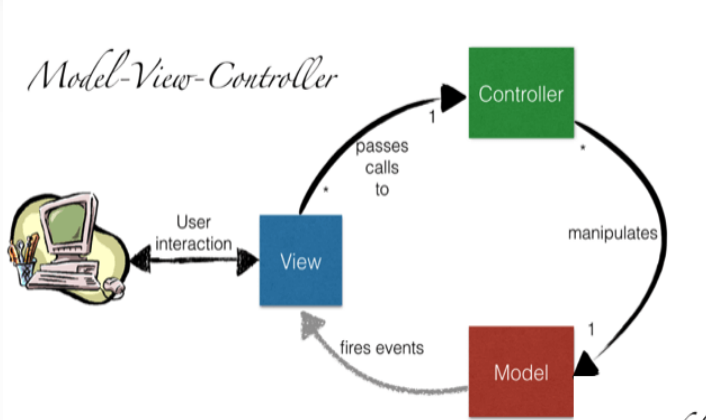 Model-View-Controller
Controller
1
passes
calls
to
*
*
User
interaction
View
manipulates
1
fires events
Model